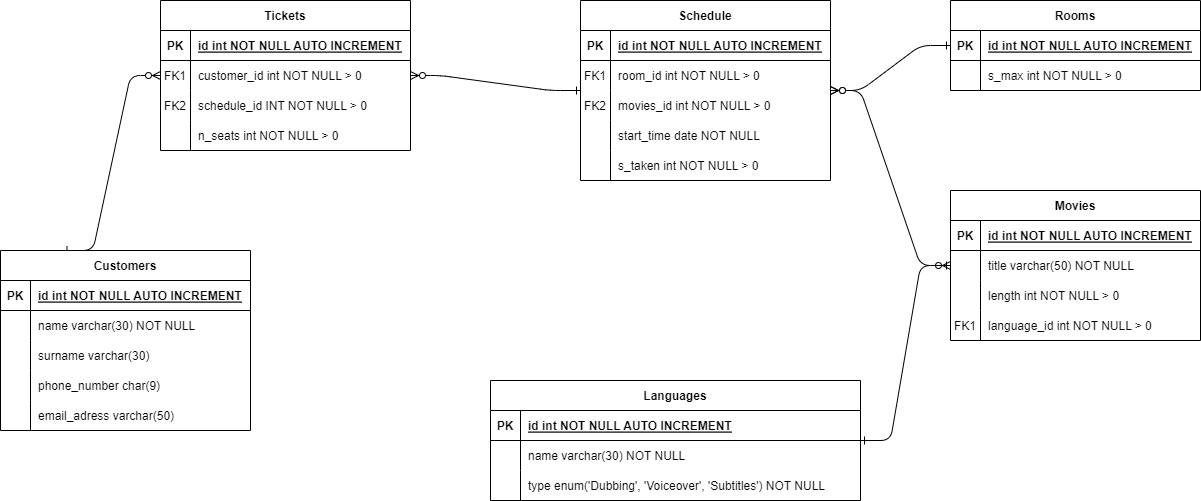 Tickets
PK id int NOT NULL AUTO INCREMENT
FK1 customer_id int NOT NULL > 0
FK2 schedule_id INT NOT NULL > 0
n_seats int NOT NULL > 0
Schedule
PK id int NOT NULL AUTO INCREMENT
FK1 room_id int NOT NULL > 0
FK2 movies_id int NOT NULL > 0
start_time date NOT NULL
s_taken int NOT NULL > 0
Rooms
PK id int NOT NULL AUTO INCREMENT
s_max int NOT NULL > 0
Movies
PK id int NOT NULL AUTO INCREMENT
title varchar(50) NOT NULL
length int NOT NULL > 0
FK1 language_id int NOT NULL > 0
Customers
PK id int NOT NULL AUTO INCREMENT
name varchar(30) NOT NULL
surname varchar(30)
phone_number char(9)
email_adress varchar(50)
Languages
PK id int NOT NULL AUTO INCREMENT
name varchar(30) NOT NULL
type enum('Dubbing', 'Voiceover', 'Subtitles') NOT NULL